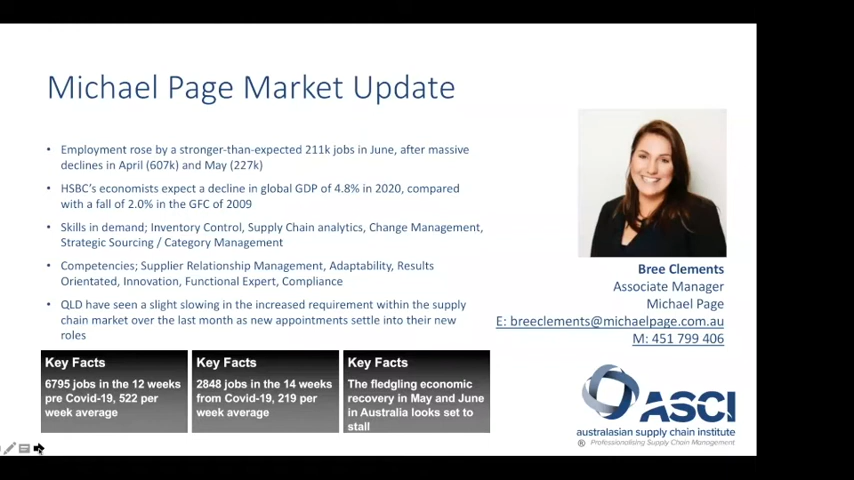 Michael Page Market Update
• Employment rose by a stronger-than-expected 211k jobs in June, after massive
declines in April (607k) and May (227k)
• HSBC's economists expect a decline in global GDP of 4.8% in 2020, compared
with a fall of 2.0% in the GFC of 2009
• Skills in demand; Inventory Control, Supply Chain analytics, Change Management,
Strategic Sourcing / Category Management
• Competencies; Supplier Relationship Management, Adaptability, Results
Orientated, Innovation, Functional Expert, Compliance
• QLD have seen a slight slowing in the increased requirement within the supply
chain market over the last month as new appointments settle into their new
roles
Bree Clements
Associate Manager
Michael Page
E: breeclements@michaelpage.com.au
M: 451 799 406
Key Facts
6795 jobs in the 12 weeks
pre Covid-19, 522 per
week average
Key Facts
2848 jobs in the 14 weeks
from Covid-19, 219 per
week average
Key Facts
The fledgling economic
recovery in May and June
in Australia looks set to
stall
ASCI
australasian supply chain institute
® Professionalising Supply Chain Management